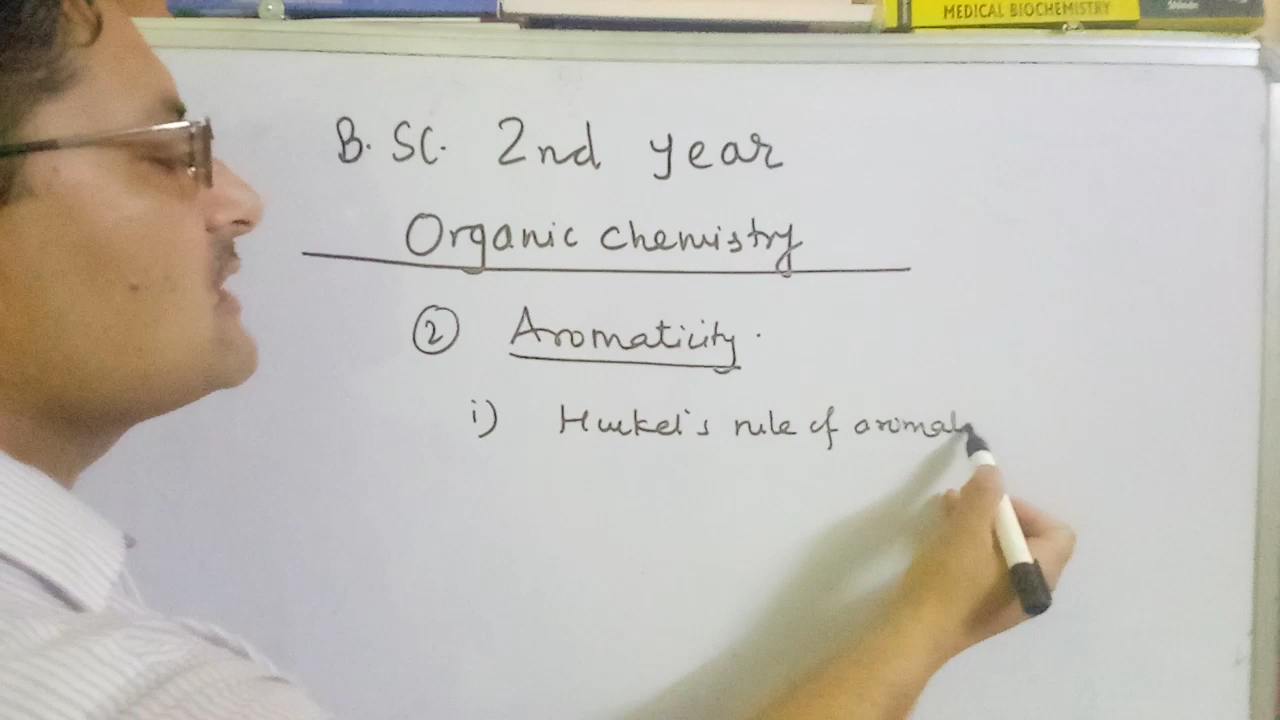 MEDICAL BIOCHEMISTRY
B. SC. 2nd year
Organic chemistry
② Aromaticity.
i) Huckel's rule of aromat